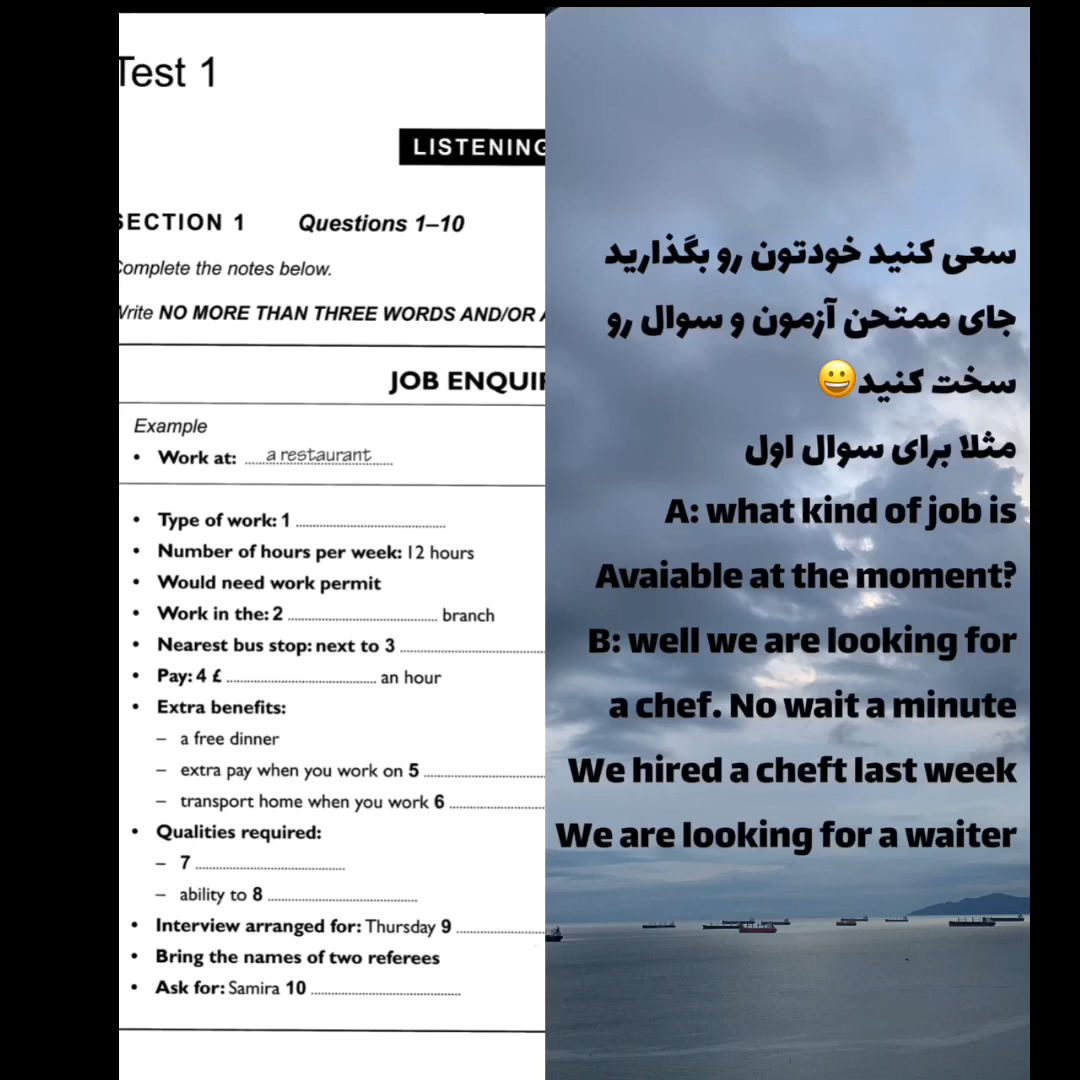 Test 1
LISTENING
SECTION 1 Questions 1–10
Complete the notes below.
Write NO MORE THAN THREE WORDS AND/OR A
JOB ENQUI
Example
• Work at: a restaurant
• Type of work: 1
• Number of hours per week: 12 hours
• Would need work permit
• Work in the: 2 branch
• Nearest bus stop: next to 3
• Pay: 4 £ an hour
• Extra benefits:
– a free dinner
– extra pay when you work on 5
– transport home when you work 6
• Qualities required:
– 7
– ability to 8
• Interview arranged for: Thursday 9
• Bring the names of two referees
• Ask for: Samira 10
سعی کنید خودتون رو بگذارید
جای ممتحن آزمون و سوال رو
سخت کنید😀
مثلا برای سوال اول
A: what kind of job is
Avaiable at the moment?
B: well we are looking for
a chef. No wait a minute
We hired a cheft last week
We are looking for a waiter